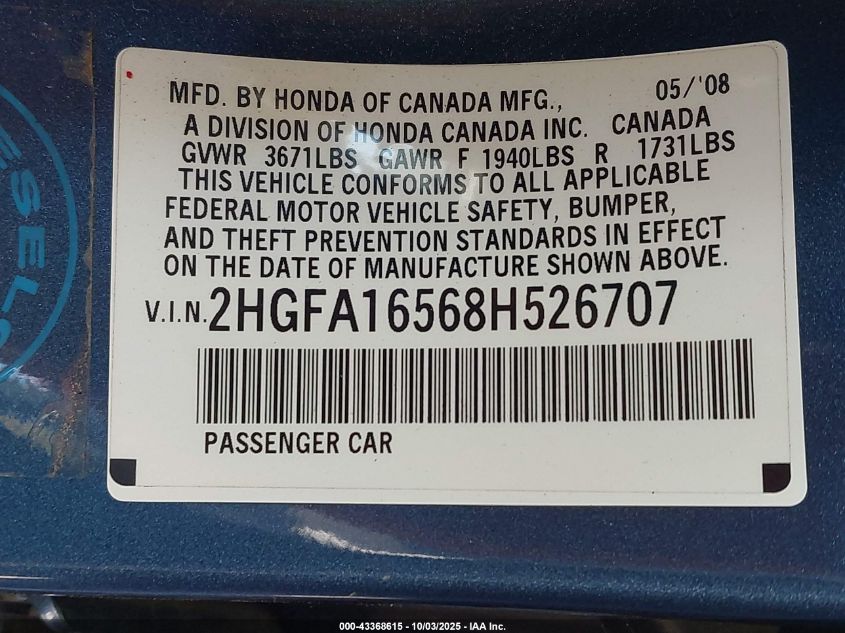 MFD. BY HONDA OF CANADA MFG., 05/'08
A DIVISION OF HONDA CANADA INC. CANADA
GVWR 3671LBS GAWR F 1940LBS R 1731LBS
THIS VEHICLE CONFORMS TO ALL APPLICABLE
FEDERAL MOTOR VEHICLE SAFETY, BUMPER,
AND THEFT PREVENTION STANDARDS IN EFFECT
ON THE DATE OF MANUFACTURE SHOWN ABOVE.
V.I.N. 2HGFA16568H526707
PASSENGER CAR
000-43368615 - 10/03/2025 - IAA Inc.